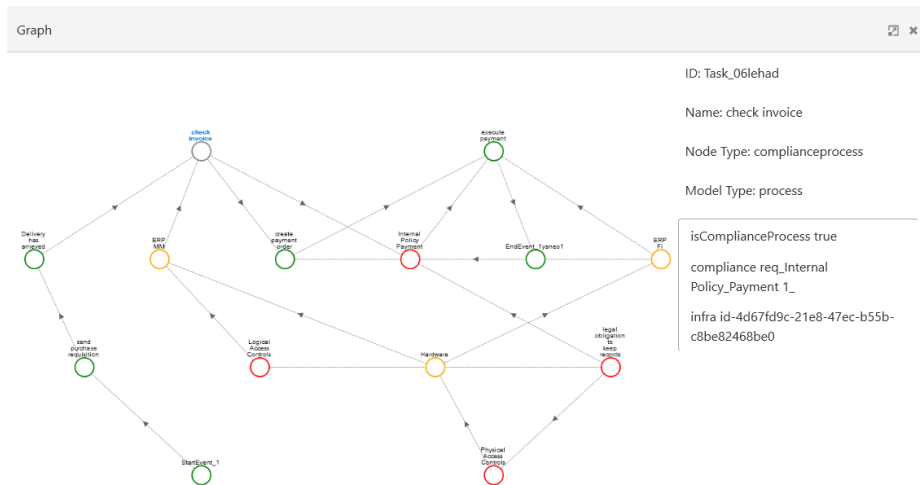 Graph
ID: Task_06lehad
Name: check invoice
Node Type: complianceprocess
Model Type: process
isComplianceProcess true
compliance req_Internal
Policy_Payment 1_
infra id-4d67fd9c-21e8-47ec-b55b-
c8be82468be0
check
invoice
execute
payment
Delivery
has
arrieved
ERP
MM
create
payment
order
Internal
Policy
Payment
EndEvent_1yaneo1
ERP
FI
send
purchase
requisition
Logical
Access
Controls
Hardware
legal
obligation
to
keep
records
StartEvent_1
Physical
Access
Controls